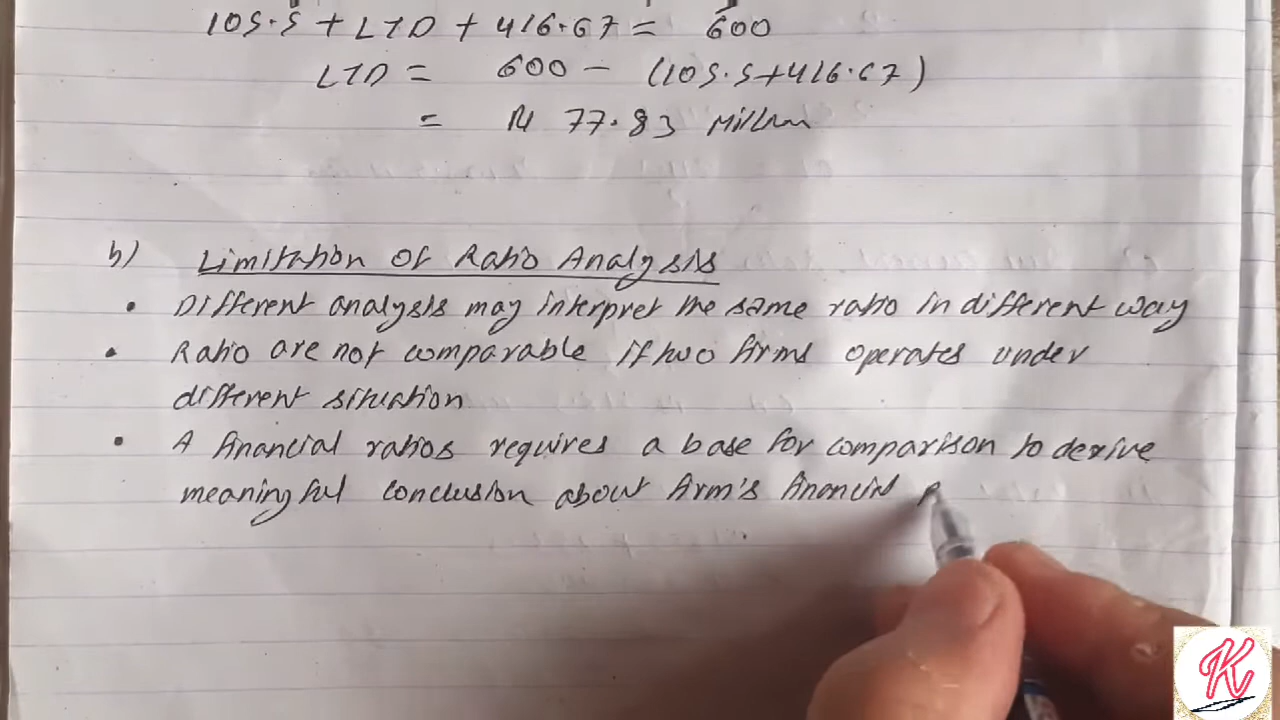 105.5 + LTD + 416.67 = 600
LTD = 600 - (105.5+416.67)
= Rs 77.83 Million
b) Limitation of Ratio Analysis
• Different analysis may interpret the same ratio in different way
• Ratio are not comparable if two firms operates under
different situation
• A financial ratios requires a base for comparison to derive
meaningful conclusion about firm's financial
K